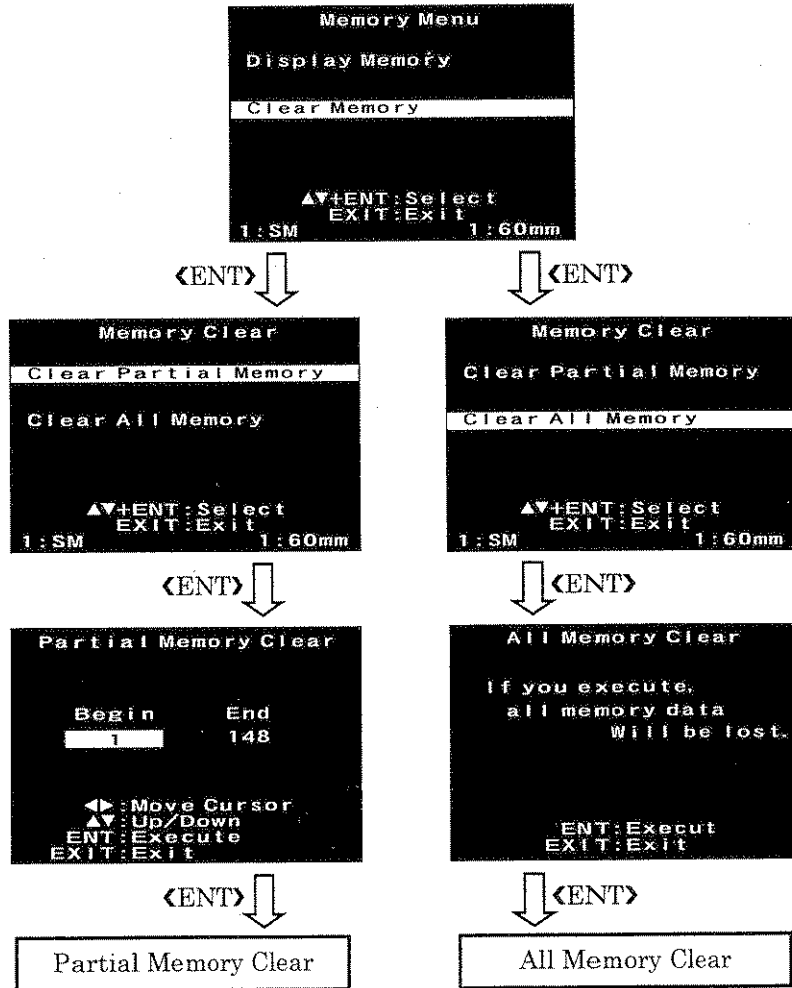 Memory Menu
Display Memory
Clear Memory
▲▼+ENT:Select
EXIT:Exit
1:SM 1:60mm
❮ENT❯ ❮ENT❯
Memory Clear
Clear Partial Memory
Clear All Memory
▲▼+ENT:Select
EXIT:Exit
1:SM 1:60mm
Memory Clear
Clear Partial Memory
Clear All Memory
▲▼+ENT:Select
EXIT:Exit
1:SM 1:60mm
❮ENT❯ ❮ENT❯
Partial Memory Clear
Begin End
1 148
◀▶:Move Cursor
▲▼:Up/Down
ENT:Execute
EXIT:Exit
All Memory Clear
If you execute,
all memory data
Will be lost.
ENT:Execut
EXIT:Exit
❮ENT❯ ❮ENT❯
Partial Memory Clear
All Memory Clear